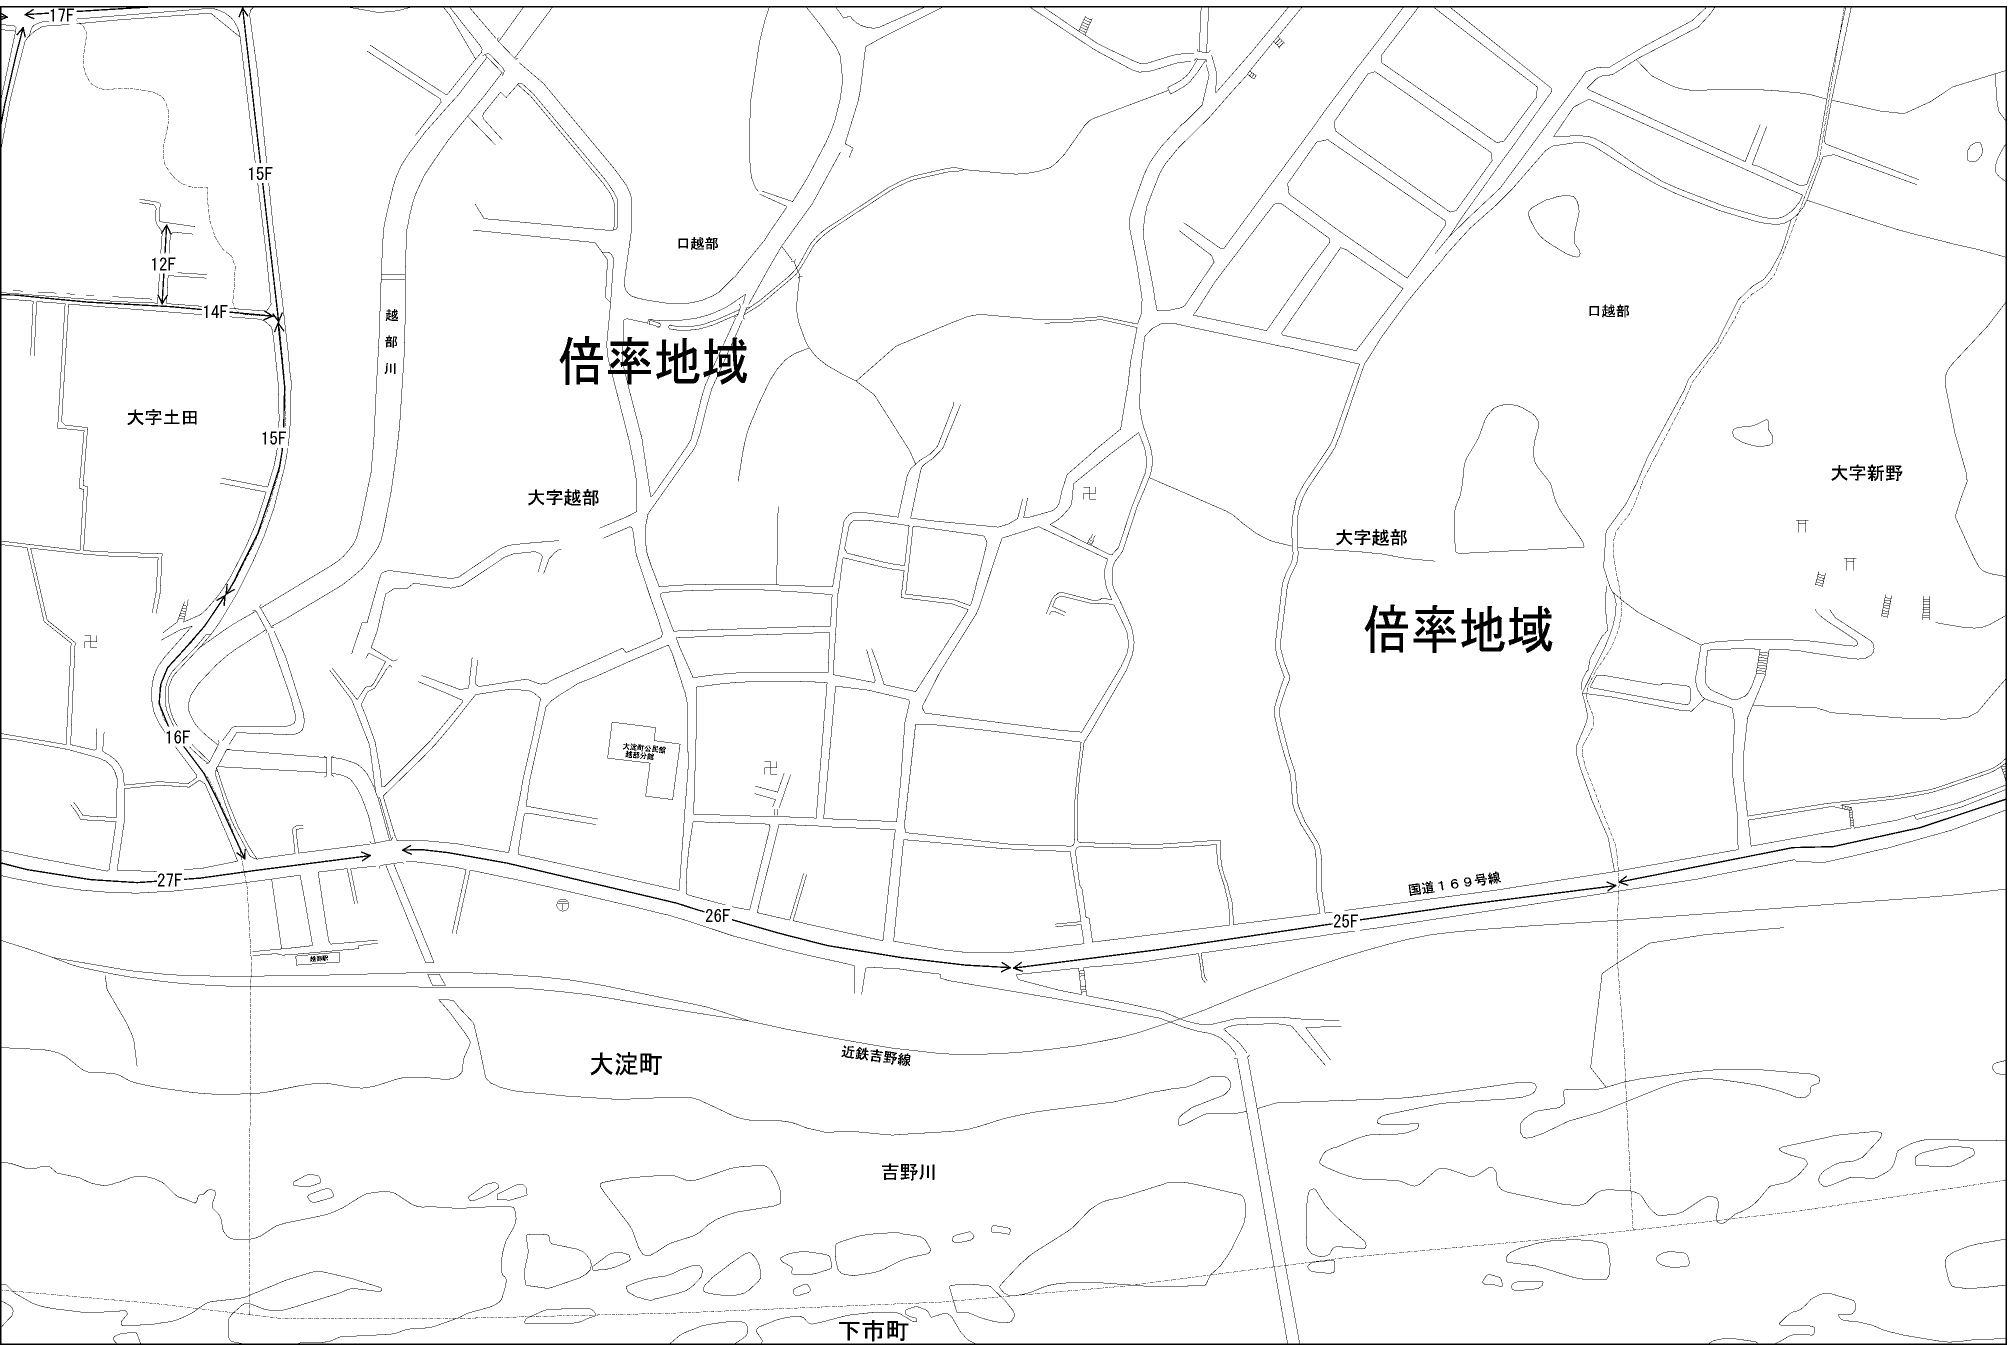 17F
15F
12F
14F
口越部
越部川
口越部
倍率地域
大字土田
15F
大字越部
大字新野
大字越部
倍率地域
16F
大淀町公民館
越部分館
27F
国道１６９号線
26F
25F
越部駅
近鉄吉野線
大淀町
吉野川
下市町